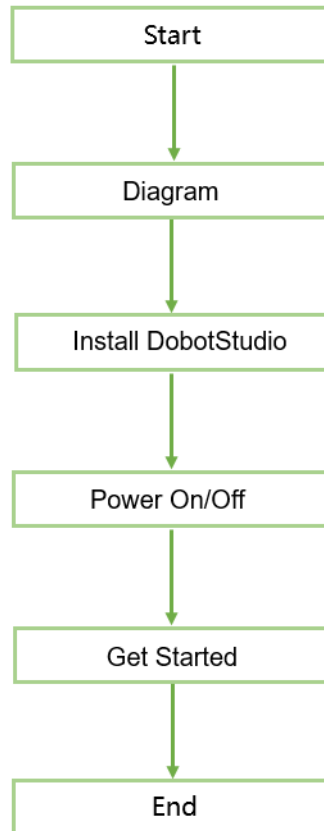 Start
Diagram
Install DobotStudio
Power On/Off
Get Started
End